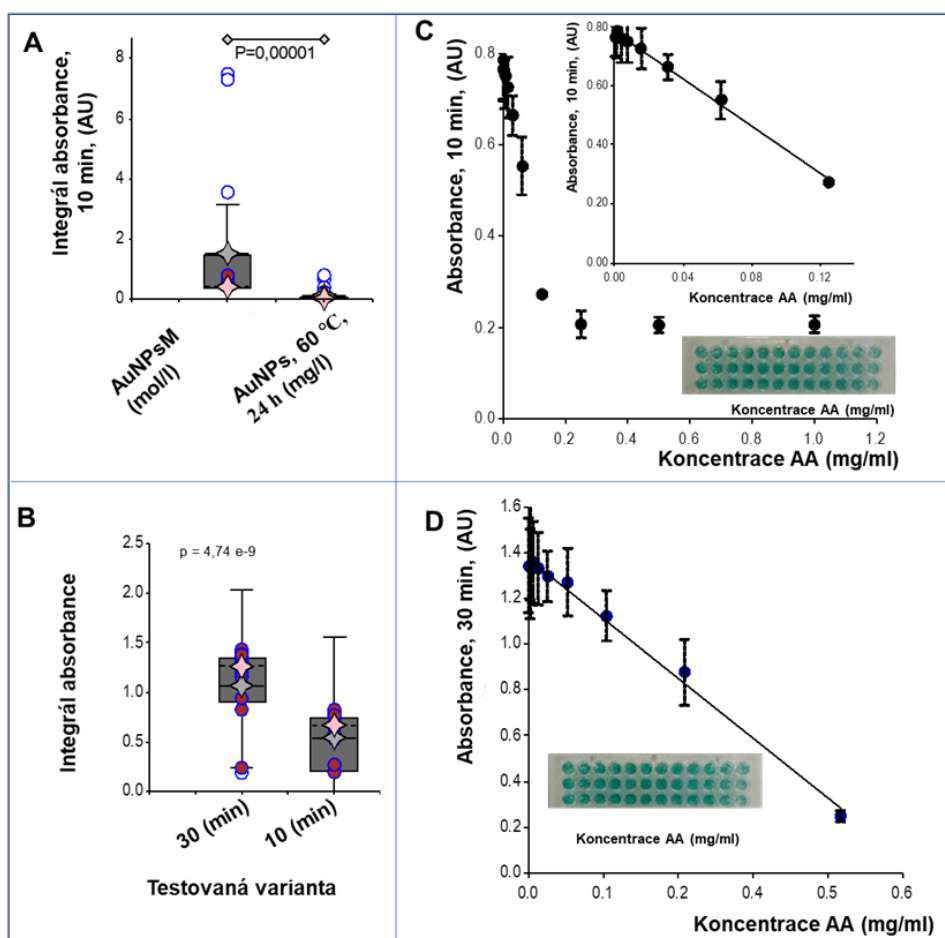 A
P=0,00001
Integrál absorbance,
10 min, (AU)
8
6
4
2
0
AuNPsM
(mol/l)
AuNPs, 60 °C,
24 h (mg/l)
B
p = 4,74 e-9
Integrál absorbance
2.5
2.0
1.5
1.0
0.5
0.0
30 (min)
10 (min)
Testovaná varianta
C
Absorbance, 10 min, (AU)
0.8
0.6
0.4
0.2
0.0
0.0
0.2
0.4
0.6
0.8
1.0
1.2
Koncentrace AA (mg/ml)
Koncentrace AA (mg/ml)
Absorbance, 10 min, (AU)
0.80
0.60
0.40
0.20
0.00
0.00
0.04
0.08
0.12
Koncentrace AA (mg/ml)
D
Absorbance, 30 min, (AU)
1.6
1.4
1.2
1.0
0.8
0.6
0.4
0.2
0.0
0.0
0.1
0.2
0.4
0.5
0.6
Koncentrace AA (mg/ml)
Koncentrace AA (mg/ml)